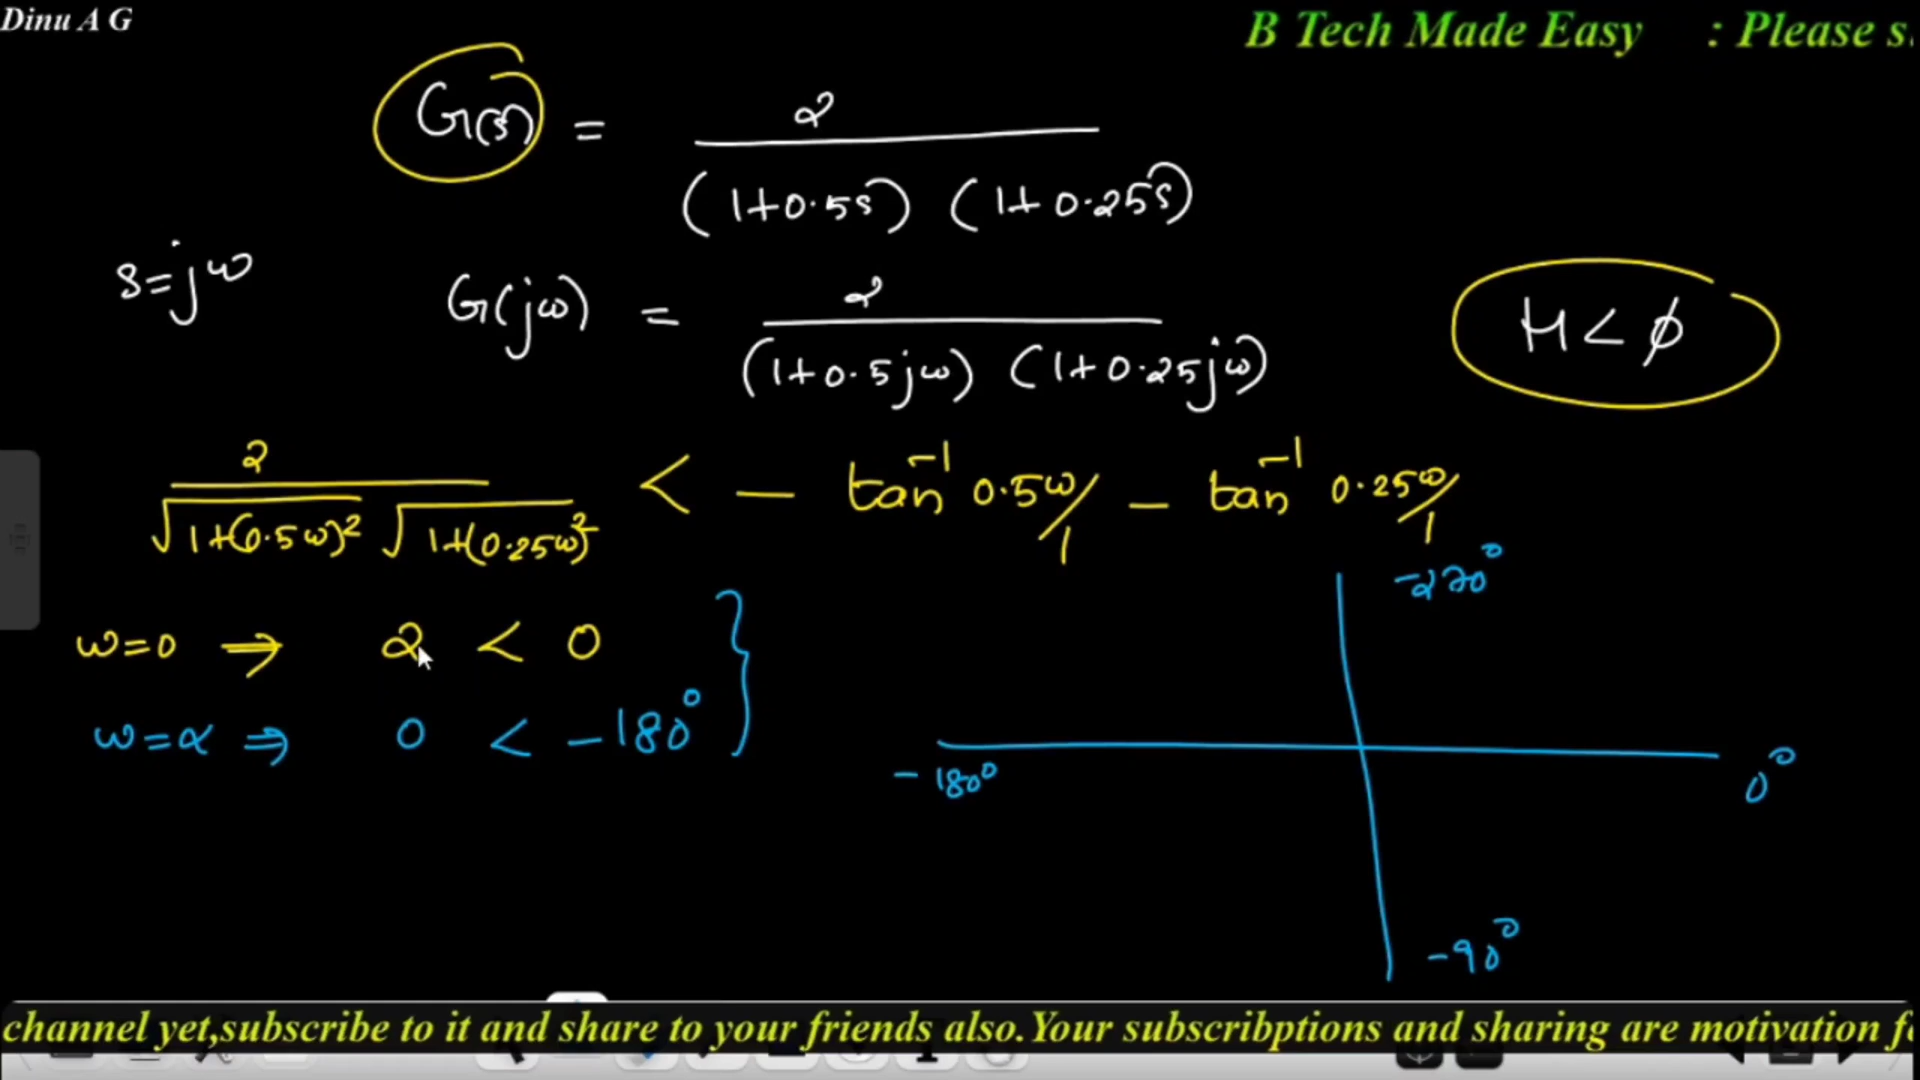 Dinu A G
B Tech Made Easy : Please s
G(s) = 2 / (1+0.5s) (1+0.25s)
s=jω
G(jω) = 2 / (1+0.5jω) (1+0.25jω)
M < φ
2 / √1+(0.5ω)² √1+(0.25ω)² < - tan⁻¹ 0.5ω/1 - tan⁻¹ 0.25ω/1
-270°
ω=0 ⇒ 2 < 0
ω=α ⇒ 0 < -180°
-180°
0°
-90°
channel yet,subscribe to it and share to your friends also.Your subscribptions and sharing are motivation f